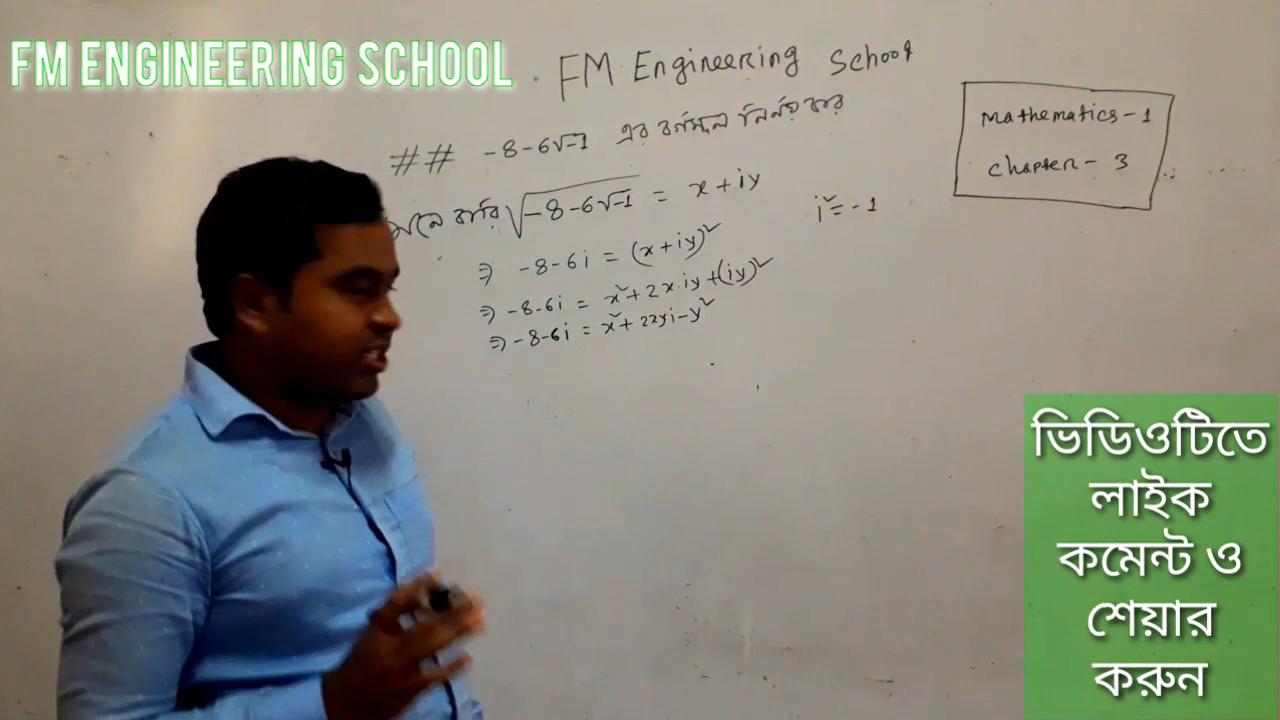 FM ENGINEERING SCHOOL
FM Engineering School
## -8-6√-1 এর বর্গমূল নির্নয় কর
Mathematics-1
Chapter-3
মনে করি √-8-6√-1 = x+iy
i²=-1
⇒ -8-6i = (x+iy)²
⇒ -8-6i = x²+2x.iy+(iy)²
⇒ -8-6i = x²+2xyi-y²
ভিডিওটিতে
লাইক
কমেন্ট ও
শেয়ার
করুন